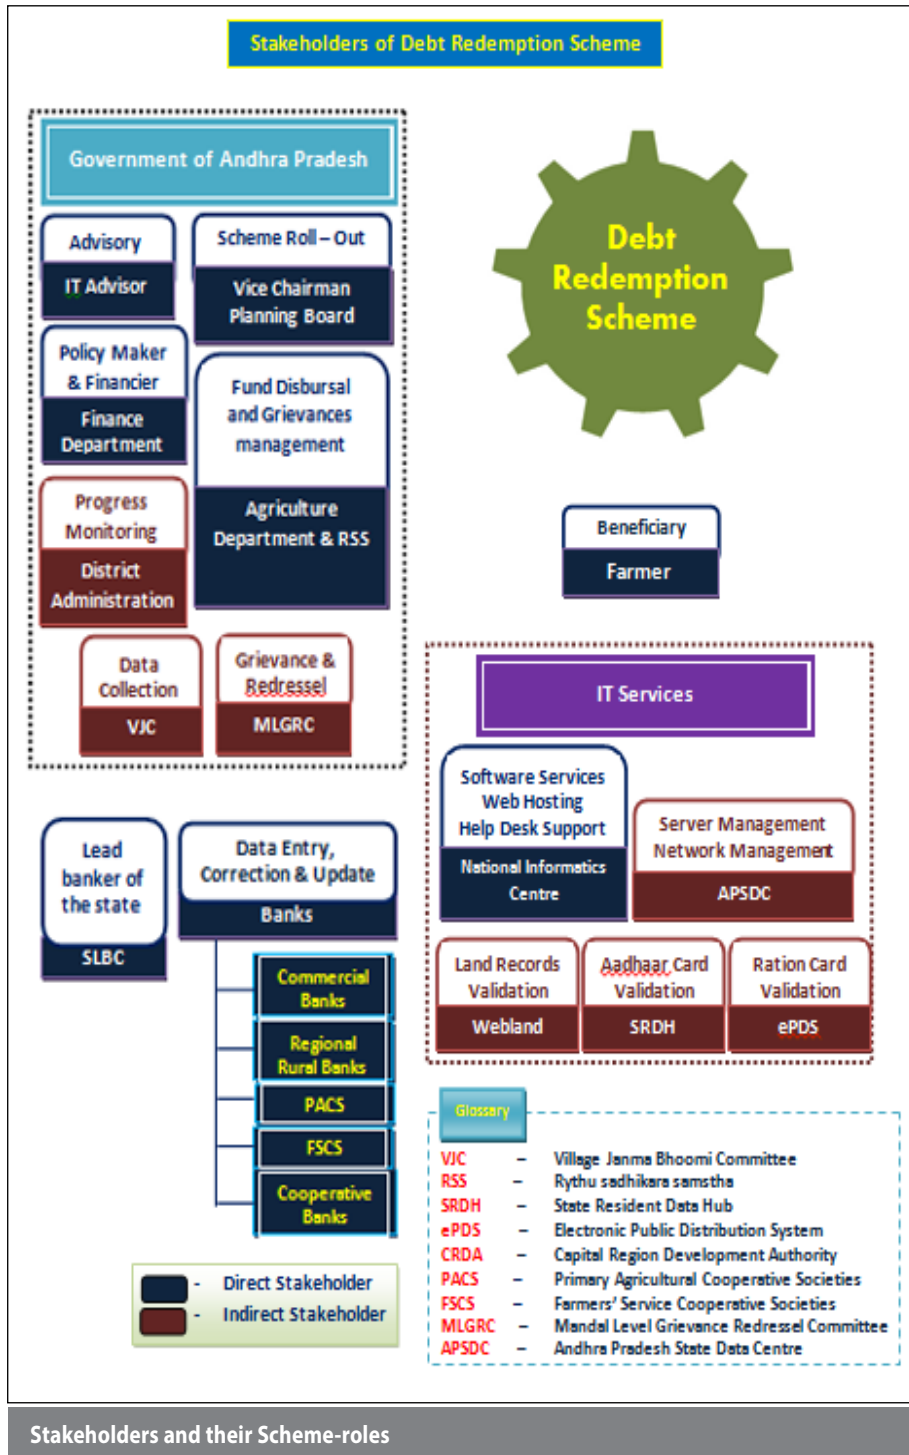 Stakeholders of Debt Redemption Scheme
Government of Andhra Pradesh
Advisory
IT Advisor
Scheme Roll – Out
Vice Chairman
Planning Board
Policy Maker
& Financier
Finance
Department
Fund Disbursal
and Grievances
management
Agriculture
Department & RSS
Progress
Monitoring
District
Administration
Data
Collection
VJC
Grievance &
Redressel
MLGRC
Debt
Redemption
Scheme
Beneficiary
Farmer
IT Services
Software Services
Web Hosting
Help Desk Support
National Informatics
Centre
Server Management
Network Management
APSDC
Land Records
Validation
Webland
Aadhaar Card
Validation
SRDH
Ration Card
Validation
ePDS
Lead
banker of
the state
SLBC
Data Entry,
Correction & Update
Banks
Commercial
Banks
Regional
Rural Banks
PACS
FSCS
Cooperative
Banks
- Direct Stakeholder
- Indirect Stakeholder
Glossary
VJC – Village Janma Bhoomi Committee
RSS – Rythu sadhikara samstha
SRDH – State Resident Data Hub
ePDS – Electronic Public Distribution System
CRDA – Capital Region Development Authority
PACS – Primary Agricultural Cooperative Societies
FSCS – Farmers' Service Cooperative Societies
MLGRC – Mandal Level Grievance Redressel Committee
APSDC – Andhra Pradesh State Data Centre
Stakeholders and their Scheme-roles